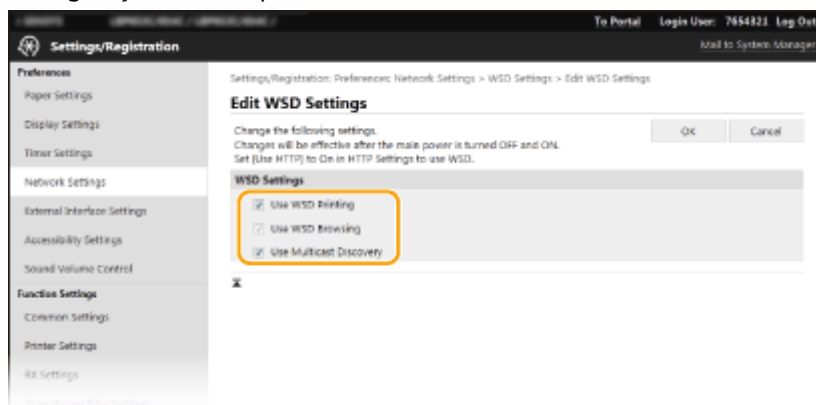 To Portal Login User: 7654321 Log Out
Settings/Registration
Mail to System Manager
Preferences
Paper Settings
Display Settings
Timer Settings
Network Settings
External Interface Settings
Accessibility Settings
Sound Volume Control
Function Settings
Common Settings
Printer Settings
RX Settings
Settings/Registration: Preferences: Network Settings > WSD Settings > Edit WSD Settings
Edit WSD Settings
Change the following settings.
Changes will be effective after the main power is turned OFF and ON.
Set [Use HTTP] to On in HTTP Settings to use WSD.
OK Cancel
WSD Settings
Use WSD Printing
Use WSD Browsing
Use Multicast Discovery